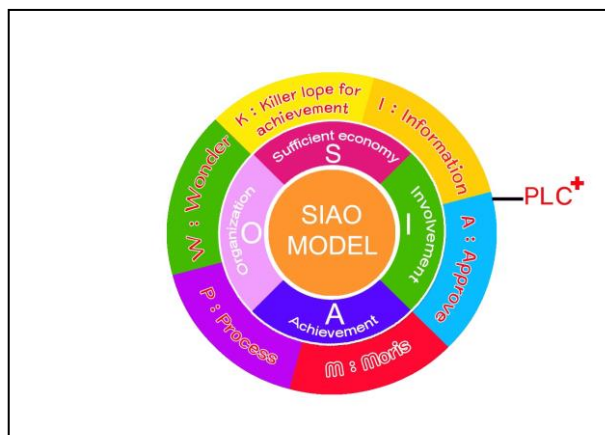 K : Killer lope for
achievement
I : Information
A : Approve
M : Moris
P : Process
W : Wonder
Sufficient economy
S
Involvement
I
A
Achievement
Organization
O
SIAO
MODEL
PLC+